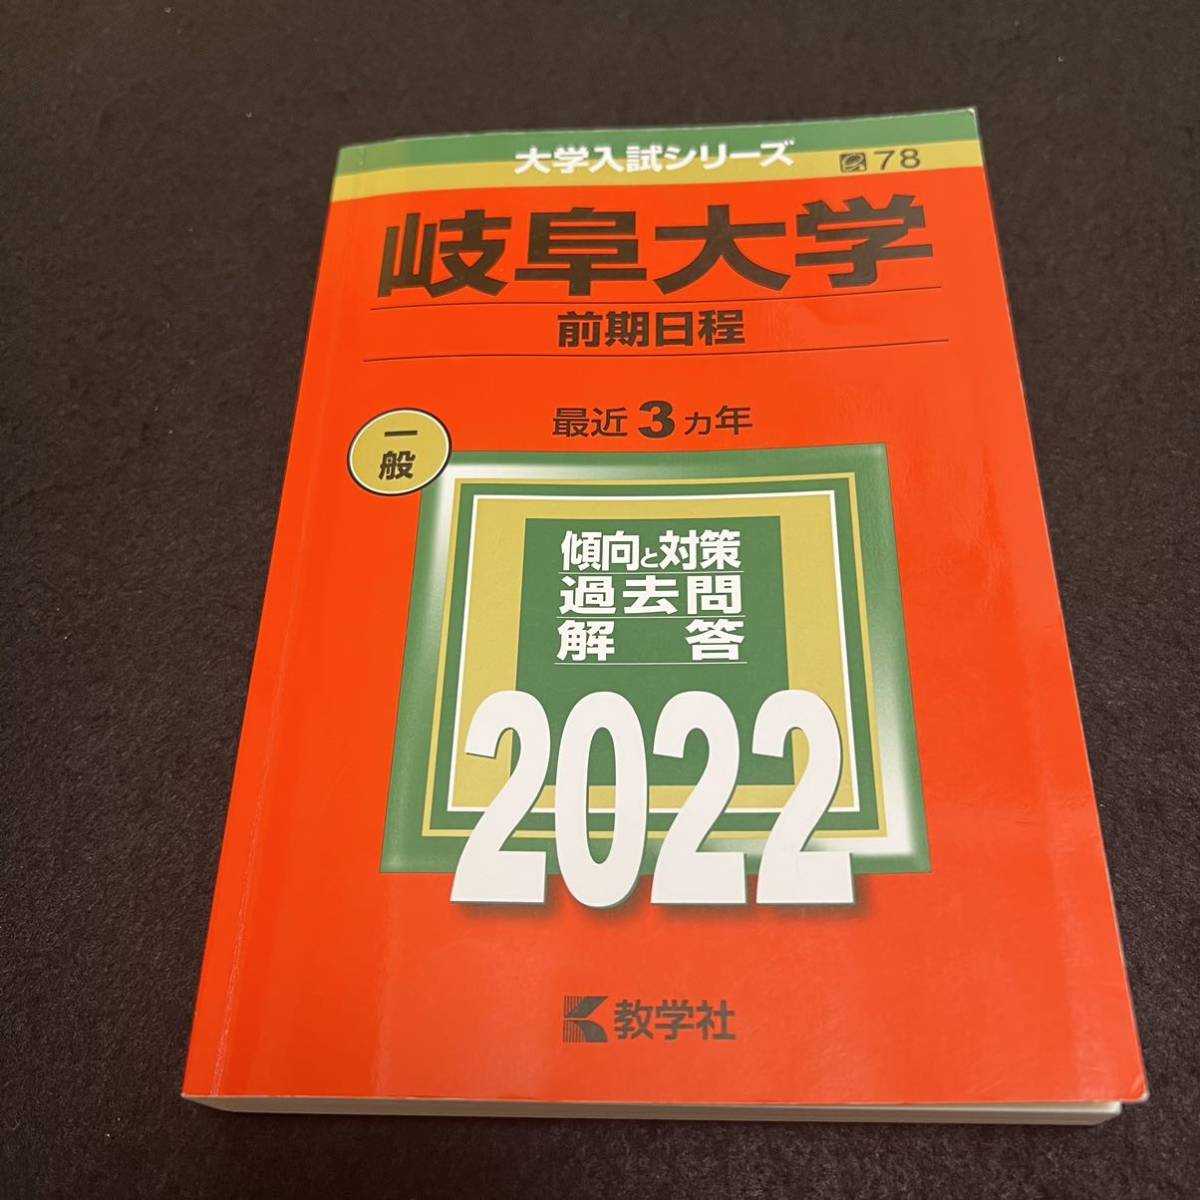 大学入試シリーズ 78
岐阜大学
前期日程
最近3カ年
一般
傾向と対策
過去問
解答
2022
教学社